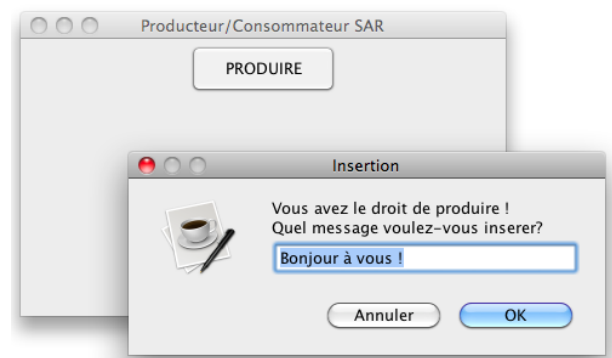 Producteur/Consommateur SAR
PRODUIRE
Insertion
Vous avez le droit de produire !
Quel message voulez-vous inserer?
Bonjour à vous !
Annuler
OK